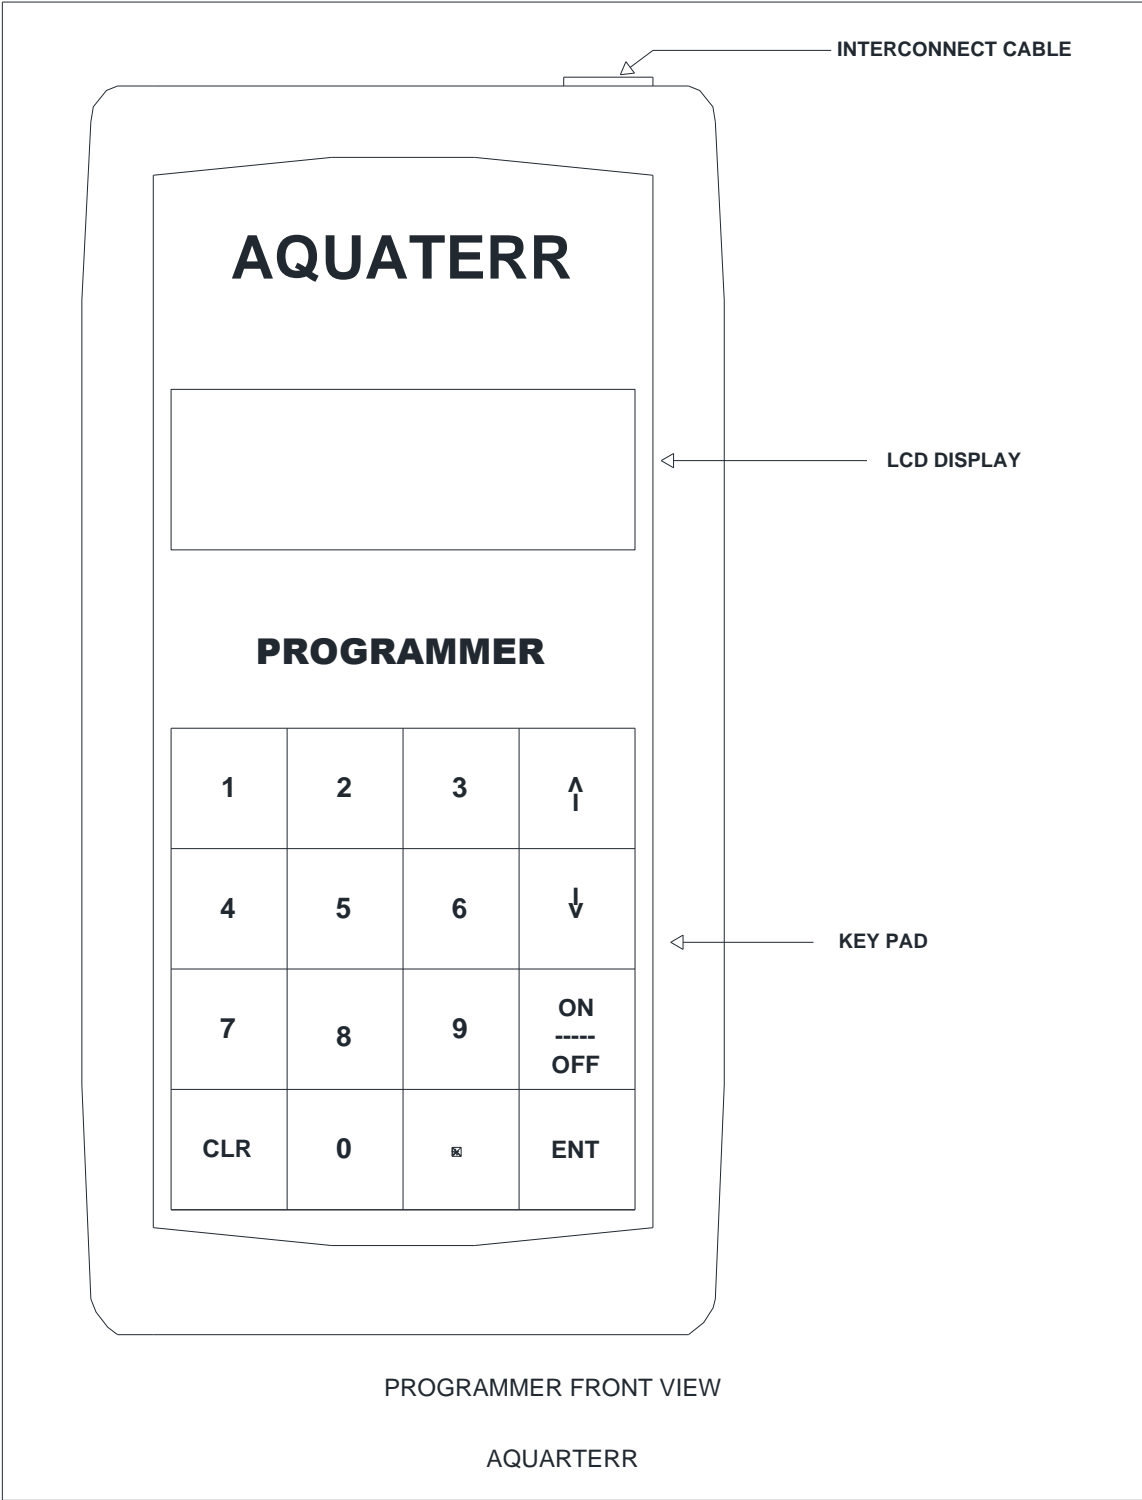 INTERCONNECT CABLE
AQUATERR
LCD DISPLAY
PROGRAMMER
1 2 3 ^
4 5 6 v
KEY PAD
7 8 9 ON
-----
OFF
CLR 0 . ENT
PROGRAMMER FRONT VIEW
AQUARTERR